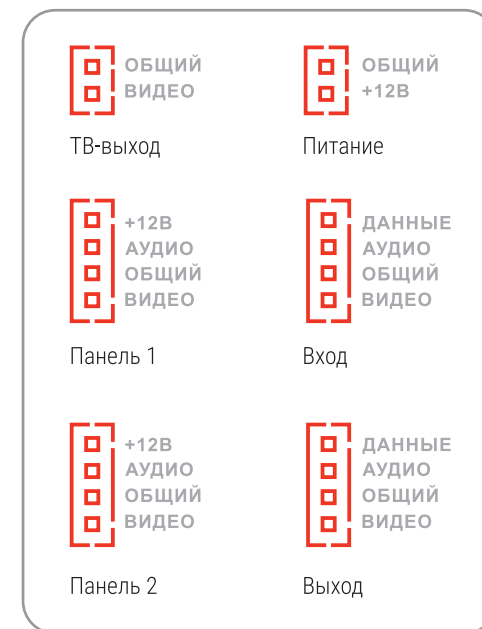 ОБЩИЙ
ВИДЕО
ТВ-выход
ОБЩИЙ
+12В
Питание
+12В
АУДИО
ОБЩИЙ
ВИДЕО
Панель 1
ДАННЫЕ
АУДИО
ОБЩИЙ
ВИДЕО
Вход
+12В
АУДИО
ОБЩИЙ
ВИДЕО
Панель 2
ДАННЫЕ
АУДИО
ОБЩИЙ
ВИДЕО
Выход